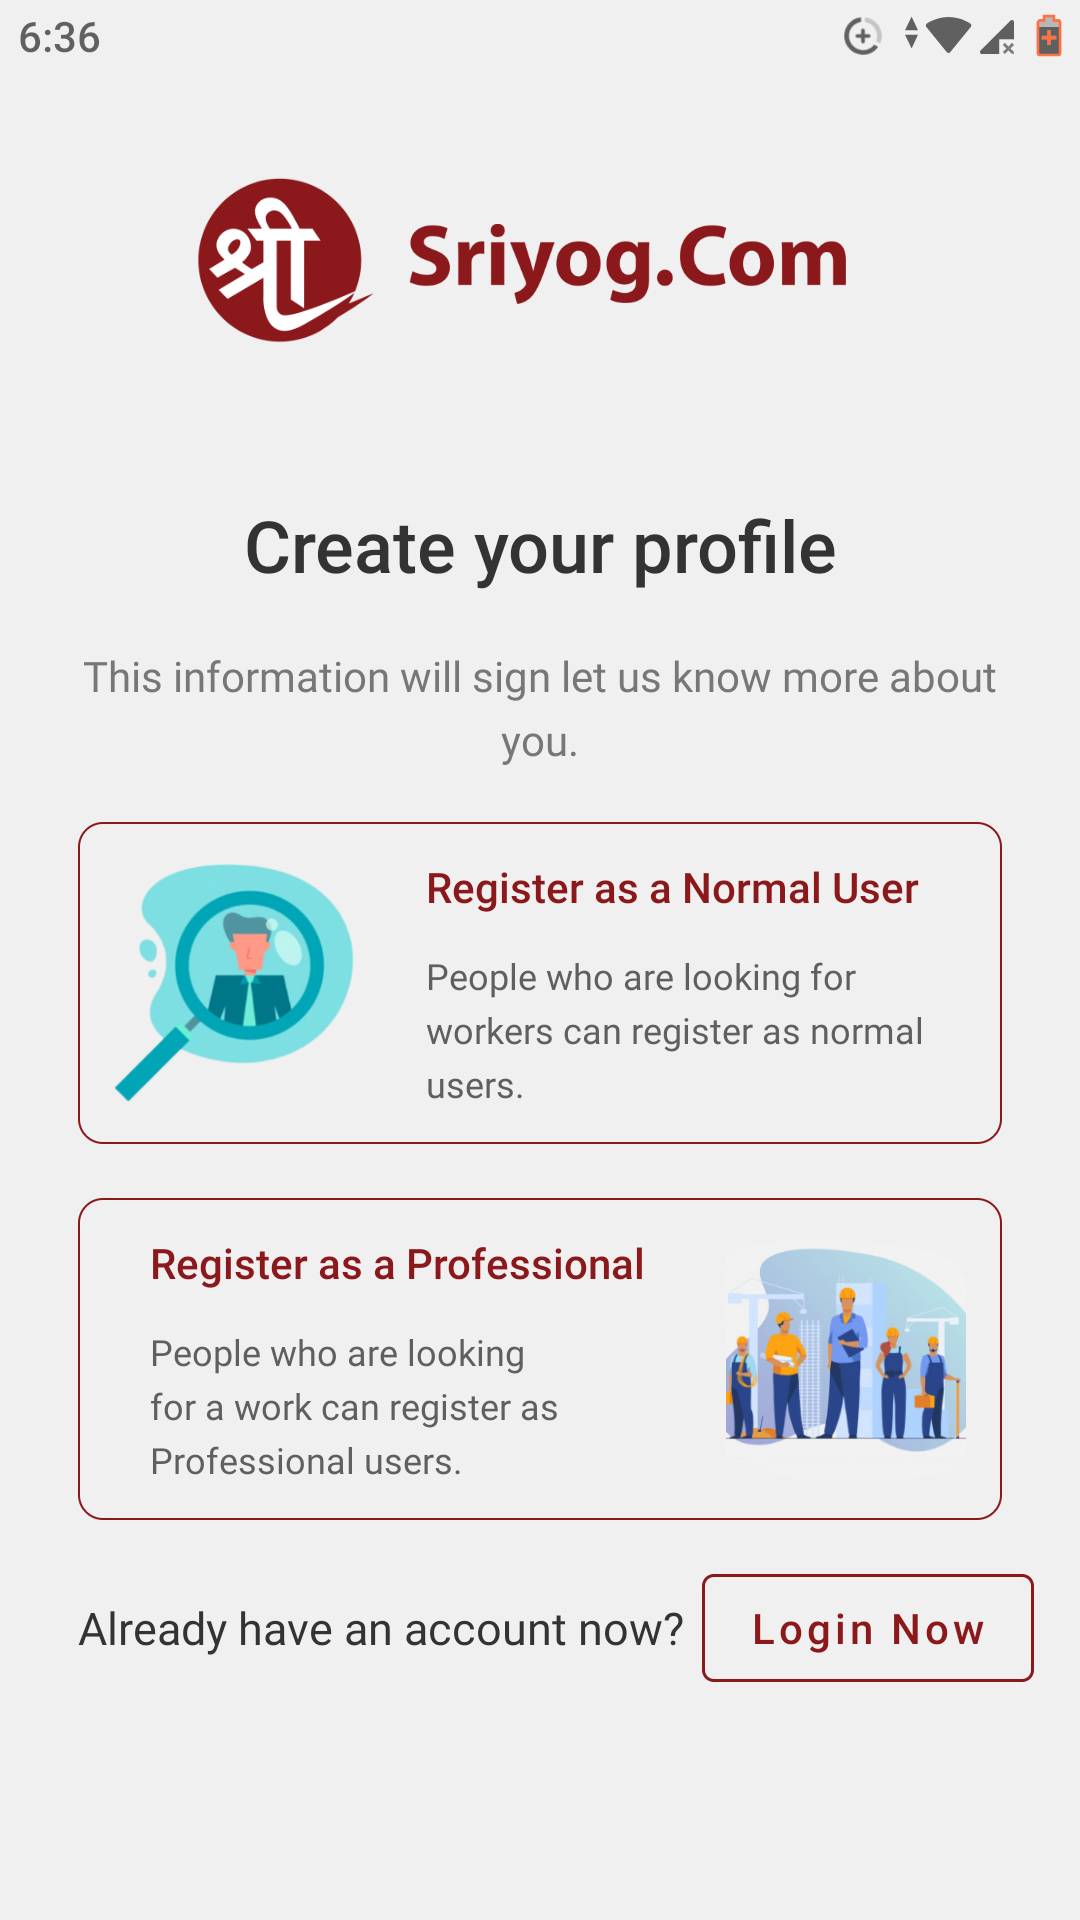 6:36
श्री Sriyog.Com
Create your profile
This information will sign let us know more about
you.
Register as a Normal User
People who are looking for
workers can register as normal
users.
Register as a Professional
People who are looking
for a work can register as
Professional users.
Already have an account now? Login Now